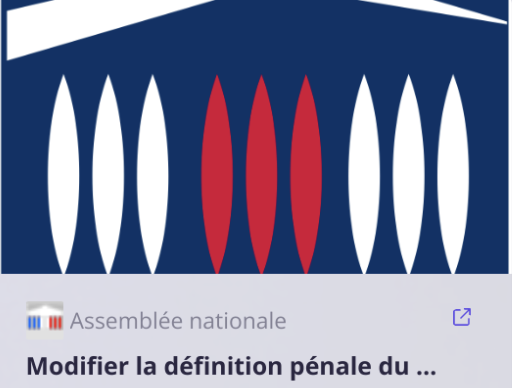 Assemblée nationale
Modifier la définition pénale du ...